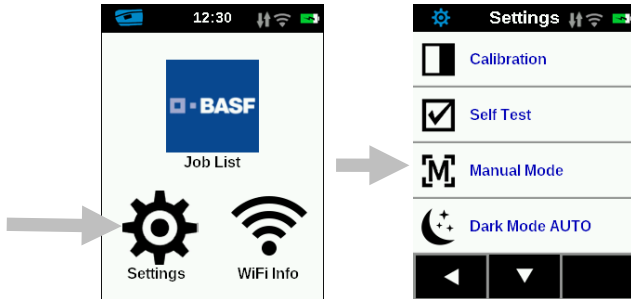 12:30
BASF
Job List
Settings
WiFi Info
Settings
Calibration
Self Test
M
Manual Mode
Dark Mode AUTO